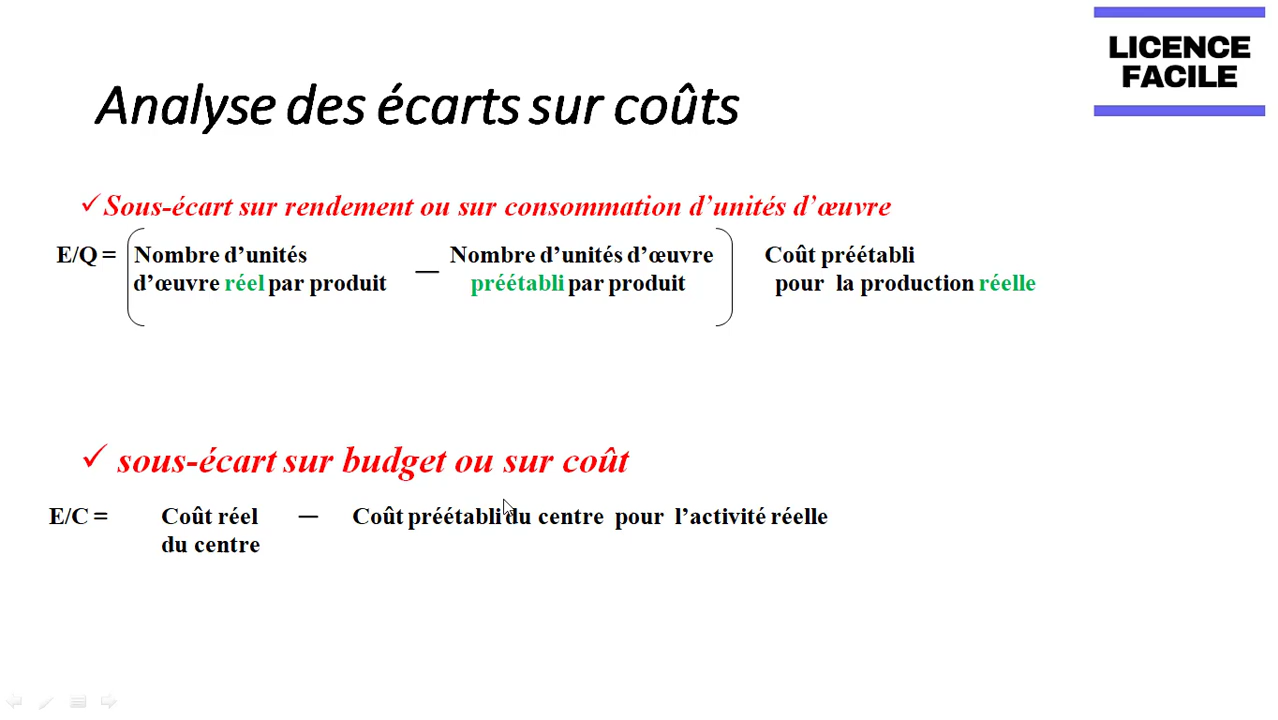 LICENCE
FACILE
Analyse des écarts sur coûts
✓ Sous-écart sur rendement ou sur consommation d’unités d’œuvre
E/Q = Nombre d’unités — Nombre d’unités d’œuvre Coût préétabli
d’œuvre réel par produit préétabli par produit pour la production réelle
✓ sous-écart sur budget ou sur coût
E/C = Coût réel — Coût préétabli du centre pour l’activité réelle
du centre